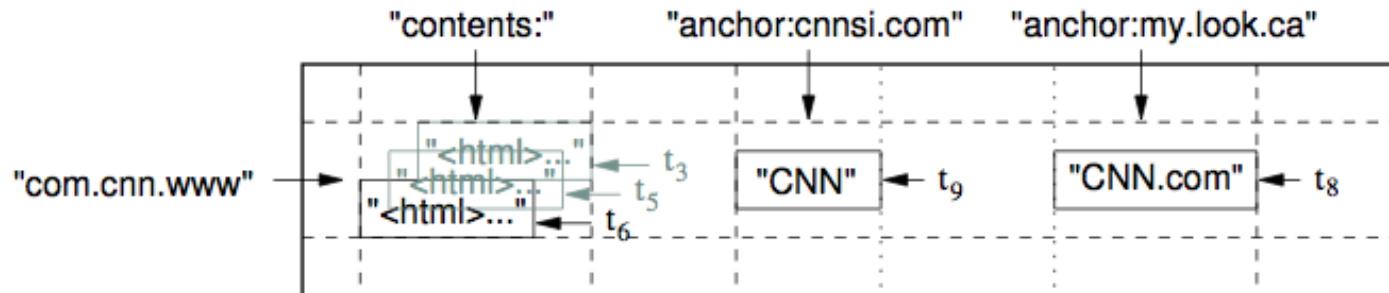 "contents:" "anchor:cnnsi.com" "anchor:my.look.ca"
"<html>..." t3
"com.cnn.www" "<html>..." t5 "CNN" t9 "CNN.com" t8
"<html>..." t6